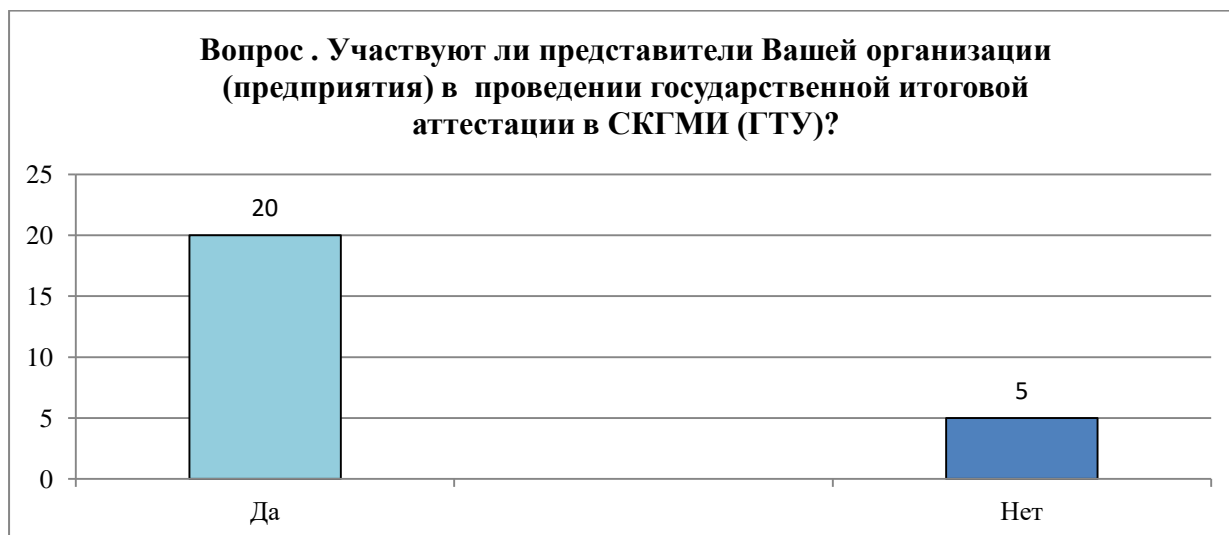 Вопрос . Участвуют ли представители Вашей организации
(предприятия) в  проведении государственной итоговой
аттестации в СКГМИ (ГТУ)?
25
20
15
10
5
0
20
5
Да
Нет